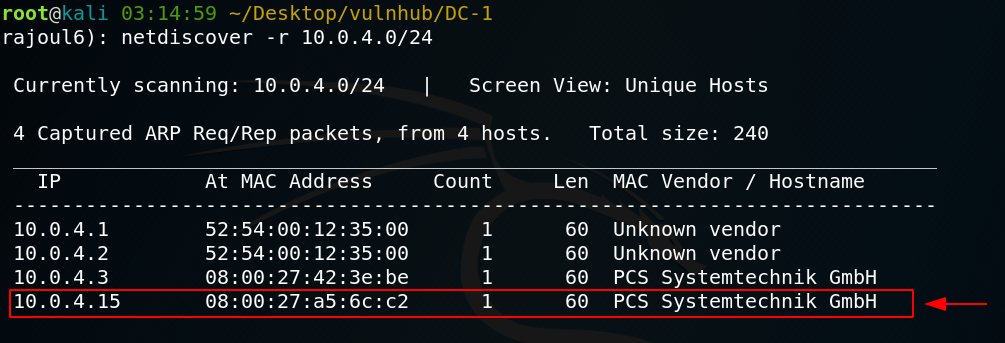 root@kali 03:14:59 ~/Desktop/vulnhub/DC-1
rajoul6): netdiscover -r 10.0.4.0/24
Currently scanning: 10.0.4.0/24   |   Screen View: Unique Hosts
4 Captured ARP Req/Rep packets, from 4 hosts.   Total size: 240
_____________________________________________________________________________
  IP            At MAC Address     Count     Len  MAC Vendor / Hostname
-----------------------------------------------------------------------------
10.0.4.1        52:54:00:12:35:00      1      60  Unknown vendor
10.0.4.2        52:54:00:12:35:00      1      60  Unknown vendor
10.0.4.3        08:00:27:42:3e:be      1      60  PCS Systemtechnik GmbH
10.0.4.15       08:00:27:a5:6c:c2      1      60  PCS Systemtechnik GmbH